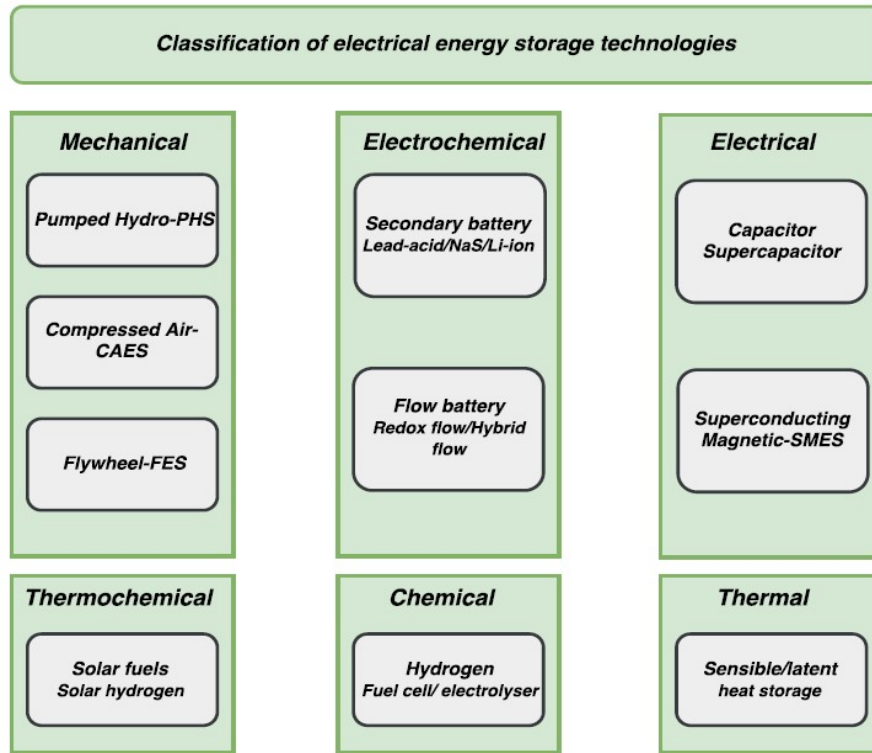 Classification of electrical energy storage technologies
Mechanical
Pumped Hydro-PHS
Compressed Air-
CAES
Flywheel-FES
Electrochemical
Secondary battery
Lead-acid/NaS/Li-ion
Flow battery
Redox flow/Hybrid
flow
Electrical
Capacitor
Supercapacitor
Superconducting
Magnetic-SMES
Thermochemical
Solar fuels
Solar hydrogen
Chemical
Hydrogen
Fuel cell/ electrolyser
Thermal
Sensible/latent
heat storage